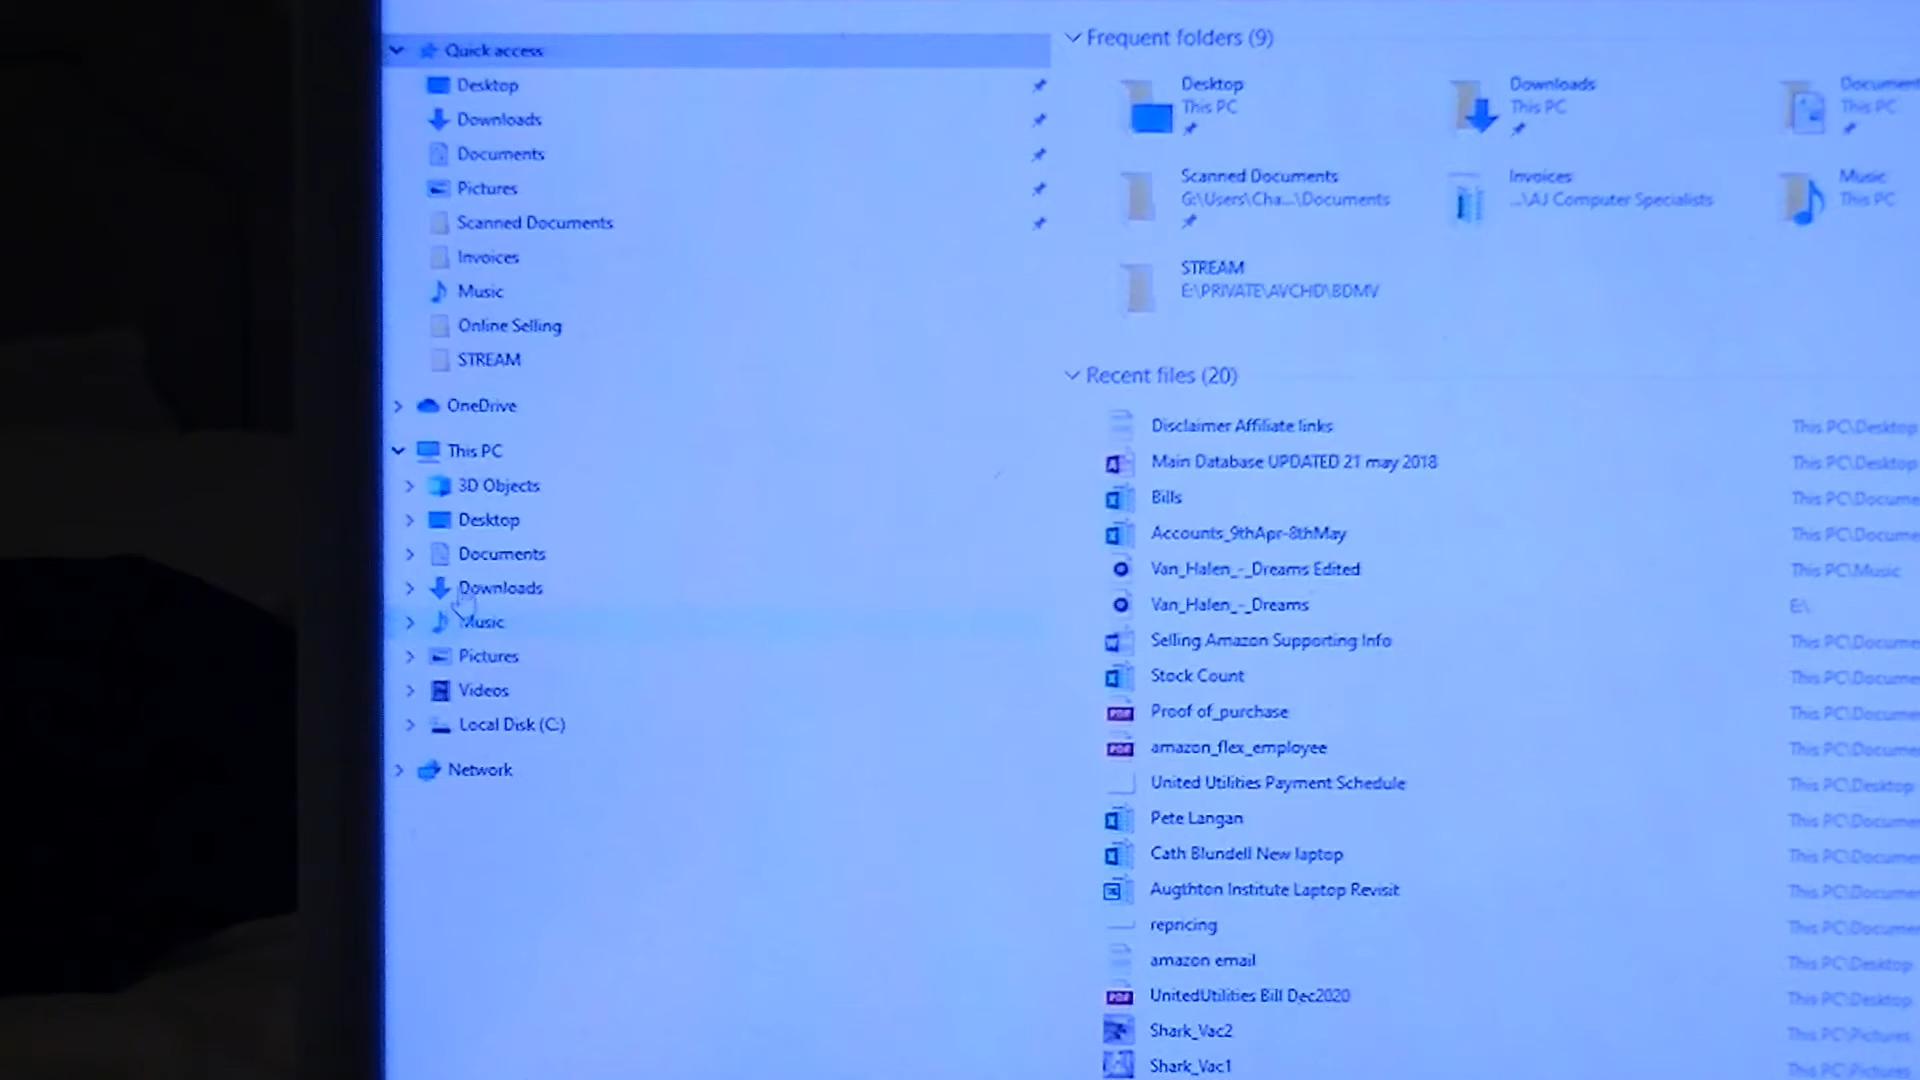 Quick access
Desktop
Downloads
Documents
Pictures
Scanned Documents
Invoices
Music
Online Selling
STREAM
OneDrive
This PC
3D Objects
Desktop
Documents
Downloads
Music
Pictures
Videos
Local Disk (C:)
Network
Frequent folders (9)
Desktop
This PC
Downloads
This PC
Document
This PC
Scanned Documents
G:\Users\Cha...\Documents
Invoices
...\AJ Computer Specialists
Music
This PC
STREAM
E:\PRIVATE\AVCHD\BDMV
Recent files (20)
Disclaimer Affiliate links This PC\Desktop
Main Database UPDATED 21 may 2018 This PC\Desktop
Bills This PC\Docume
Accounts_9thApr-8thMay This PC\Docume
Van_Halen_-_Dreams Edited This PC\Music
Van_Halen_-_Dreams E:\
Selling Amazon Supporting Info This PC\Docume
Stock Count This PC\Docume
Proof of_purchase This PC\Docume
amazon_flex_employee This PC\Docume
United Utilities Payment Schedule This PC\Desktop
Pete Langan This PC\Docume
Cath Blundell New laptop This PC\Docume
Augthton Institute Laptop Revisit This PC\Docume
repricing This PC\Docume
amazon email This PC\Desktop
UnitedUtilities Bill Dec2020 This PC\Desktop
Shark_Vac2 This PC\Pictures
Shark_Vac1 This PC\Pictures